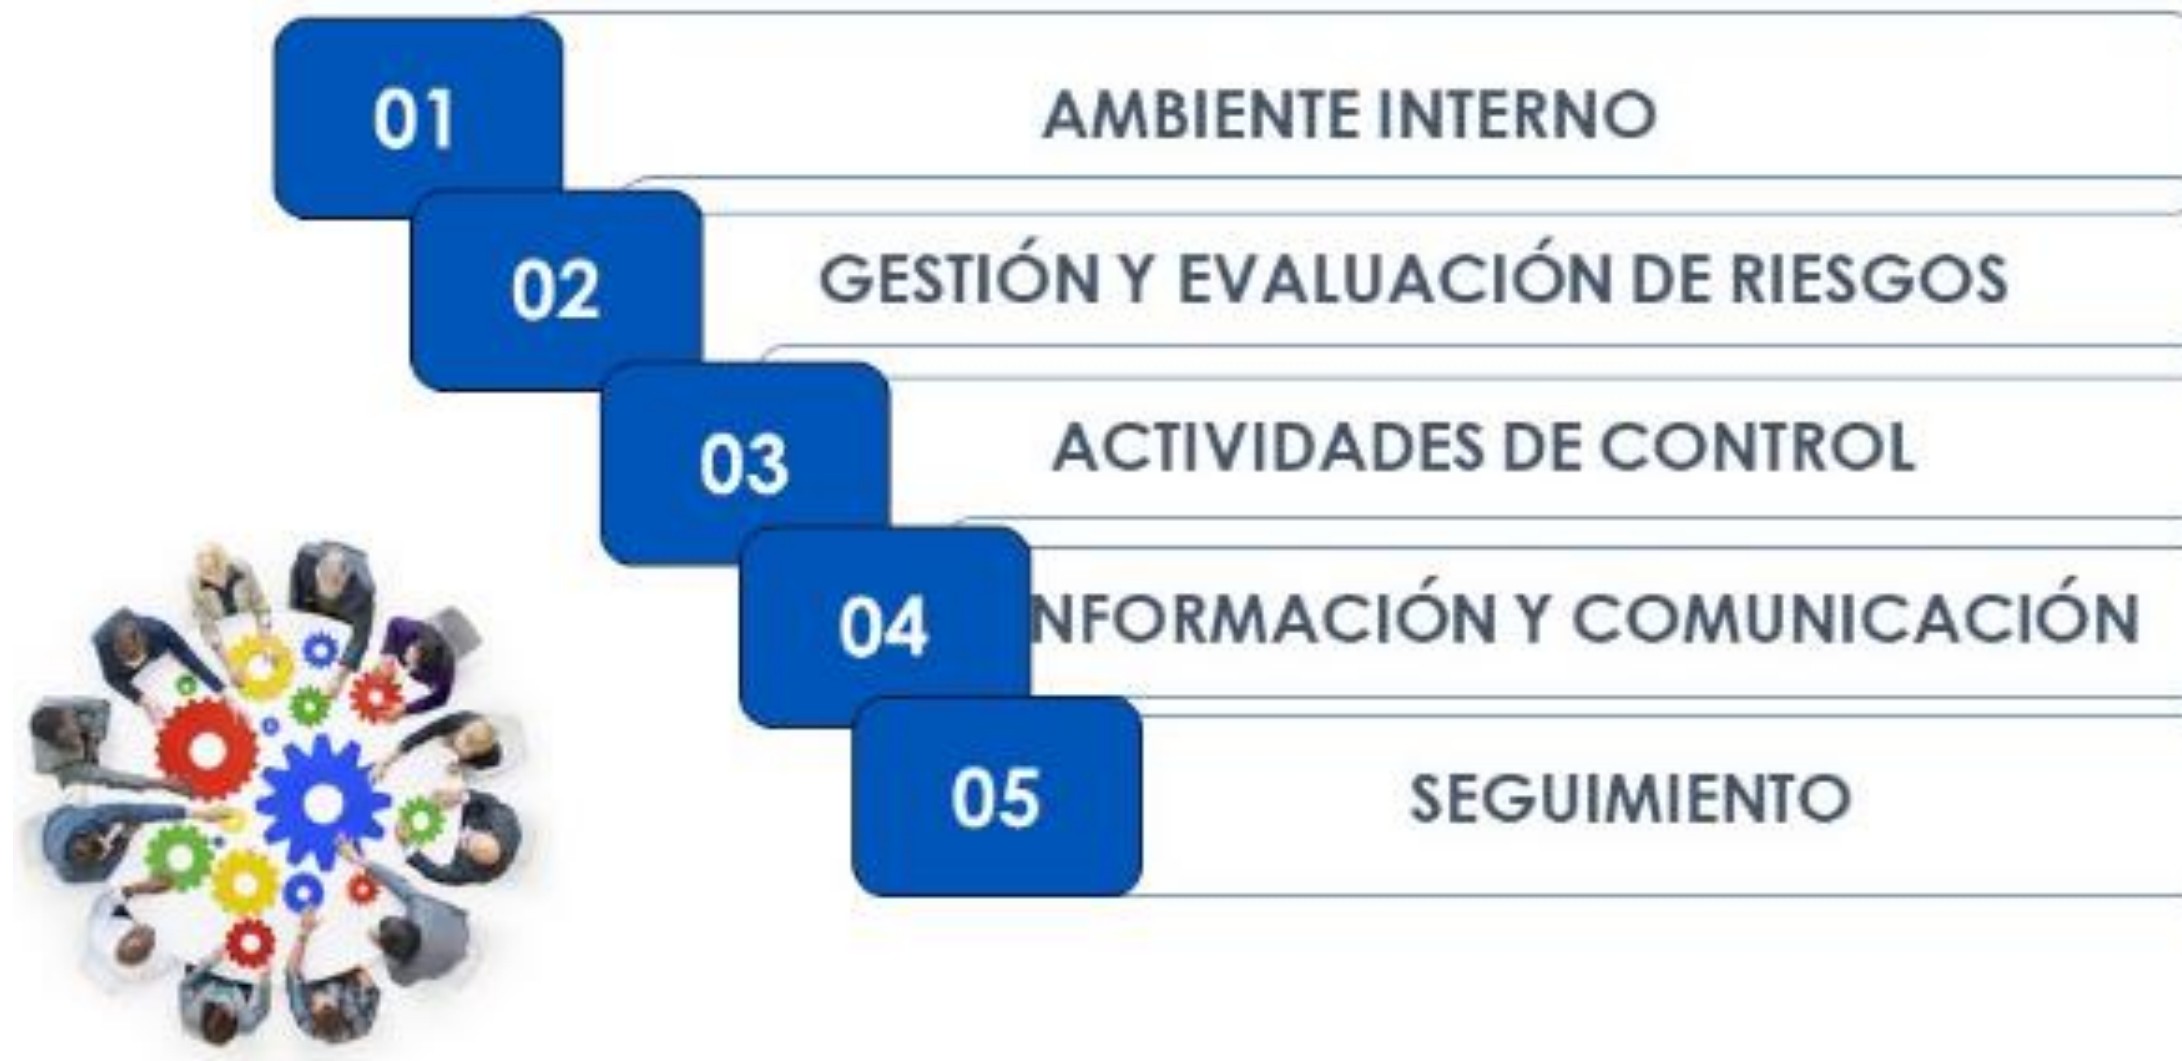 01
AMBIENTE INTERNO
02
GESTIÓN Y EVALUACIÓN DE RIESGOS
03
ACTIVIDADES DE CONTROL
04
NFORMACIÓN Y COMUNICACIÓN
05
SEGUIMIENTO